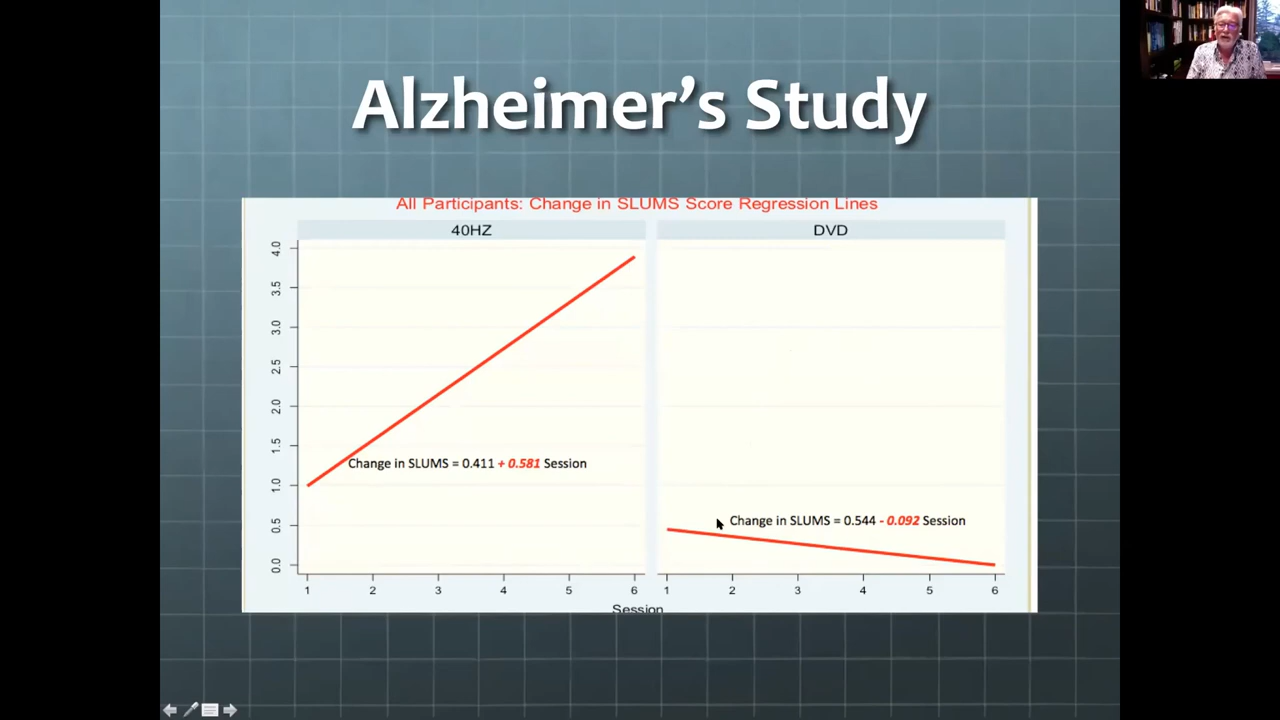 Alzheimer's Study
All Participants: Change in SLUMS Score Regression Lines
40HZ
DVD
4.0
3.5
3.0
2.5
2.0
1.5
1.0
0.5
0.0
Change in SLUMS = 0.411 + 0.581 Session
Change in SLUMS = 0.544 - 0.092 Session
1 2 3 4 5 6
1 2 3 4 5 6
Session